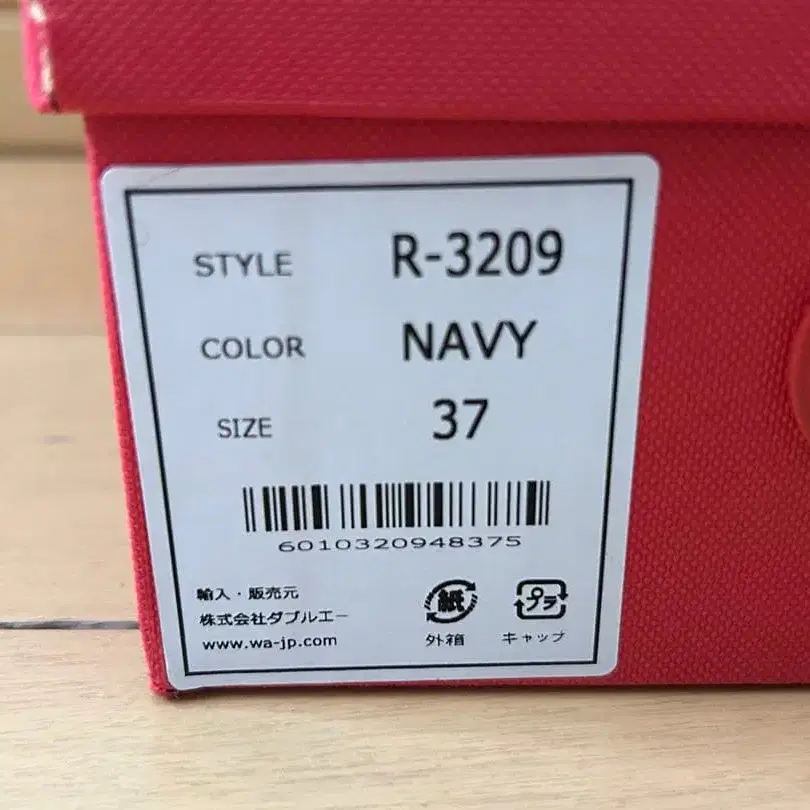 STYLE R-3209
COLOR NAVY
SIZE 37
6010320948375
輸入・販売元
株式会社ダブルエー
www.wa-jp.com
紙 プラ
外箱 キャップ